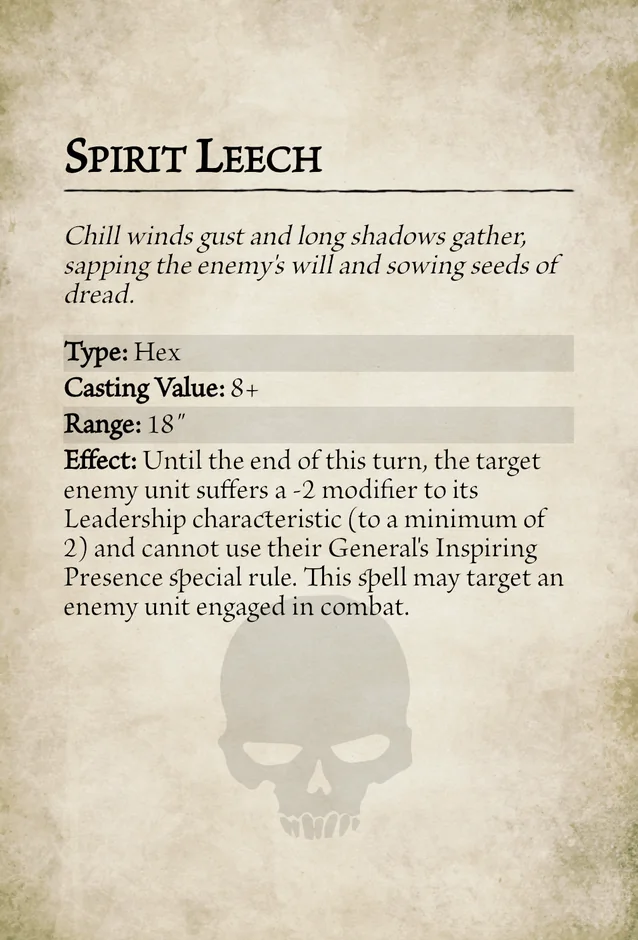 Spirit Leech
Chill winds gust and long shadows gather,
sapping the enemy's will and sowing seeds of
dread.
Type: Hex
Casting Value: 8+
Range: 18"
Effect: Until the end of this turn, the target
enemy unit suffers a -2 modifier to its
Leadership characteristic (to a minimum of
2) and cannot use their General's Inspiring
Presence special rule. This spell may target an
enemy unit engaged in combat.